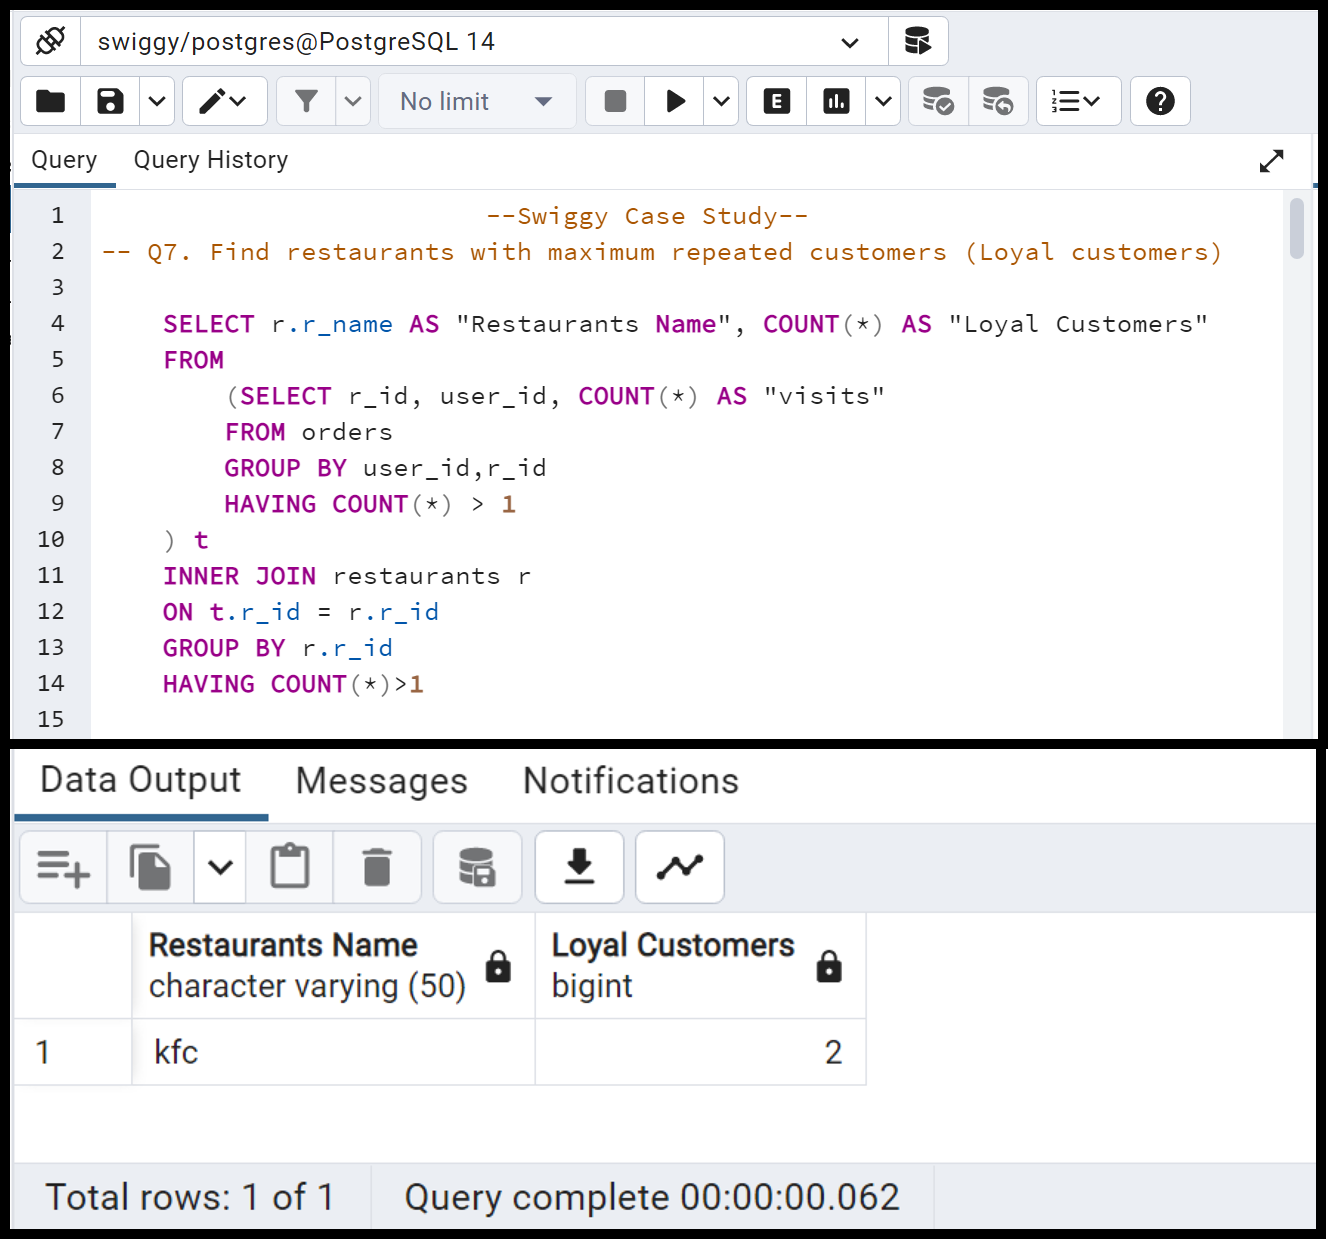 swiggy/postgres@PostgreSQL 14
No limit
E
Query Query History
1 --Swiggy Case Study--
2 -- Q7. Find restaurants with maximum repeated customers (Loyal customers)
3
4 SELECT r.r_name AS "Restaurants Name", COUNT(*) AS "Loyal Customers"
5 FROM
6 (SELECT r_id, user_id, COUNT(*) AS "visits"
7 FROM orders
8 GROUP BY user_id,r_id
9 HAVING COUNT(*) > 1
10 ) t
11 INNER JOIN restaurants r
12 ON t.r_id = r.r_id
13 GROUP BY r.r_id
14 HAVING COUNT(*)>1
15
Data Output Messages Notifications
Restaurants Name Loyal Customers
character varying (50) bigint
1 kfc 2
Total rows: 1 of 1 Query complete 00:00:00.062